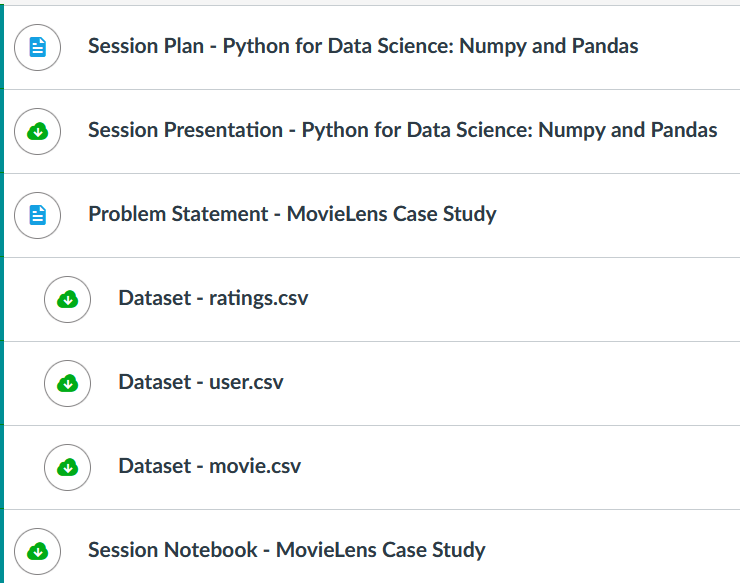 Session Plan - Python for Data Science: Numpy and Pandas
Session Presentation - Python for Data Science: Numpy and Pandas
Problem Statement - MovieLens Case Study
Dataset - ratings.csv
Dataset - user.csv
Dataset - movie.csv
Session Notebook - MovieLens Case Study